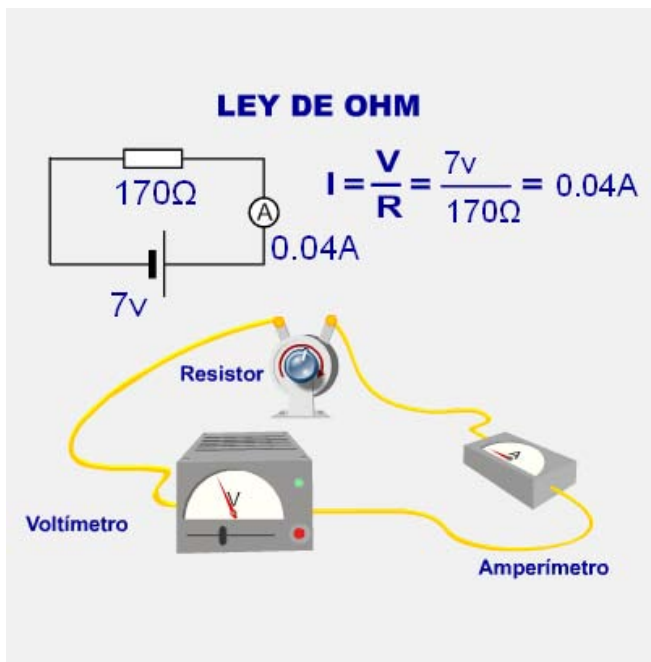 LEY DE OHM
170Ω
A
0.04A
7v
I = V/R = 7v/170Ω = 0.04A
Resistor
A
V
Voltímetro
Amperímetro